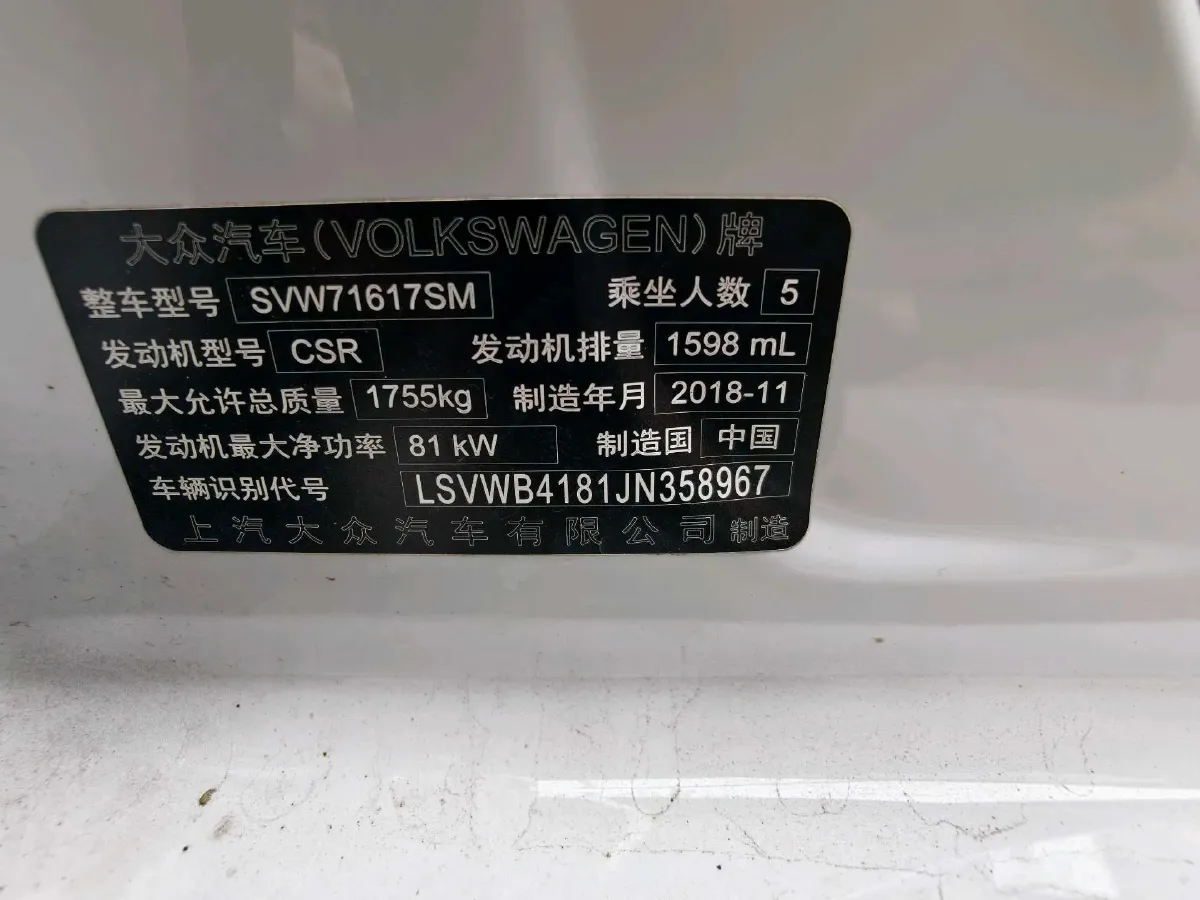 大众汽车(VOLKSWAGEN)牌
整车型号 SVW71617SM 乘坐人数 5
发动机型号 CSR 发动机排量 1598 mL
最大允许总质量 1755kg 制造年月 2018-11
发动机最大净功率 81 kW 制造国 中国
车辆识别代号 LSVWB4181JN358967
上汽大众汽车有限公司制造